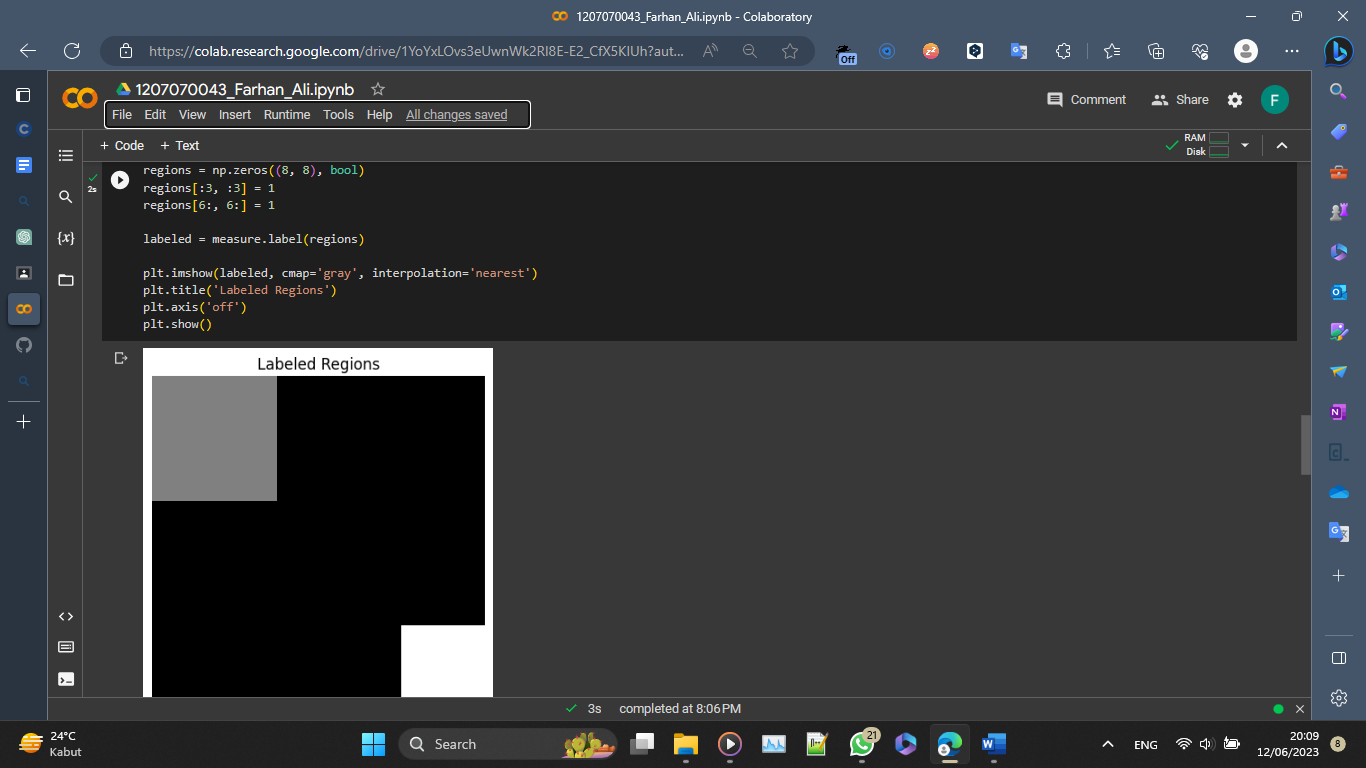 1207070043_Farhan_Ali.ipynb - Colaboratory
https://colab.research.google.com/drive/1YoYxLOvs3eUwnWk2Rl8E-E2_CfX5KIUh?aut...
Off
1207070043_Farhan_Ali.ipynb
File Edit View Insert Runtime Tools Help All changes saved
Comment Share F
+ Code + Text
RAM
Disk
2s
regions = np.zeros((8, 8), bool)
regions[:3, :3] = 1
regions[6:, 6:] = 1
labeled = measure.label(regions)
plt.imshow(labeled, cmap='gray', interpolation='nearest')
plt.title('Labeled Regions')
plt.axis('off')
plt.show()
Labeled Regions
3s completed at 8:06 PM
24°C
Kabut
Search
21
ENG
20:09
12/06/2023
8